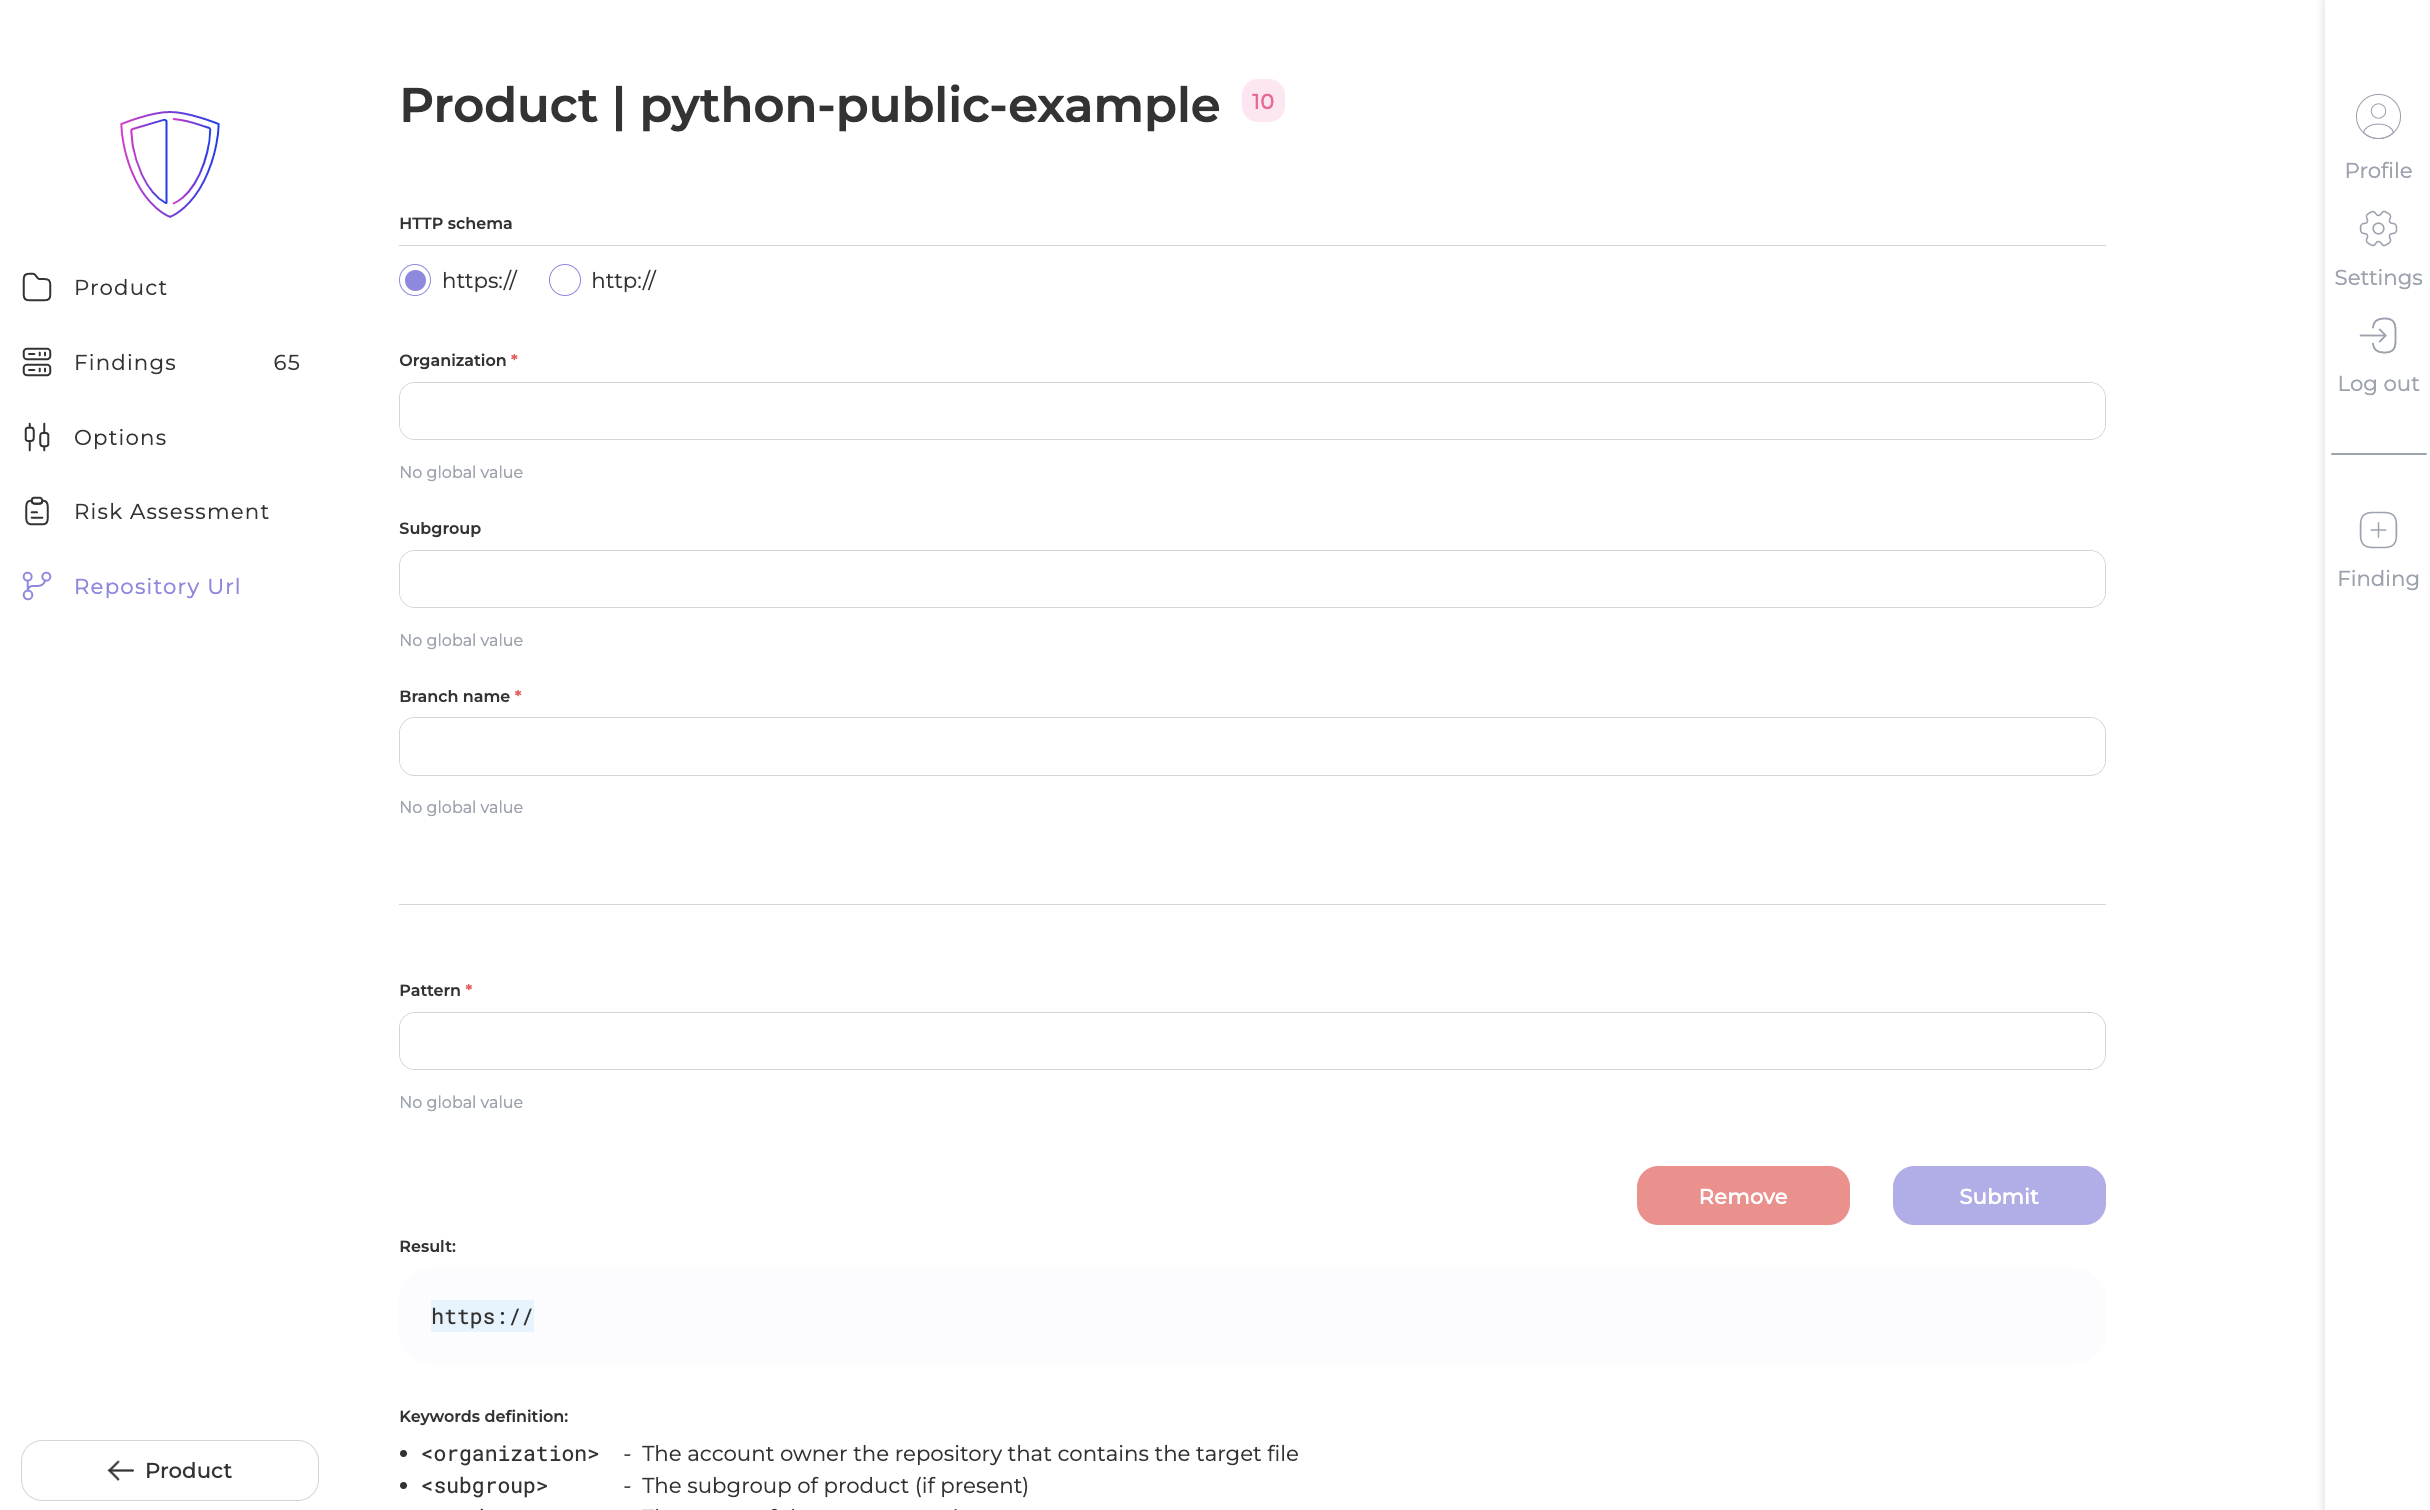 Product | python-public-example 10
Product
Findings 65
Options
Risk Assessment
Repository Url
← Product
HTTP schema
https:// http://
Organization *
No global value
Subgroup
No global value
Branch name *
No global value
Pattern *
No global value
Remove Submit
Result:
https://
Keywords definition:
• <organization> - The account owner the repository that contains the target file
• <subgroup> - The subgroup of product (if present)
Profile
Settings
Log out
Finding